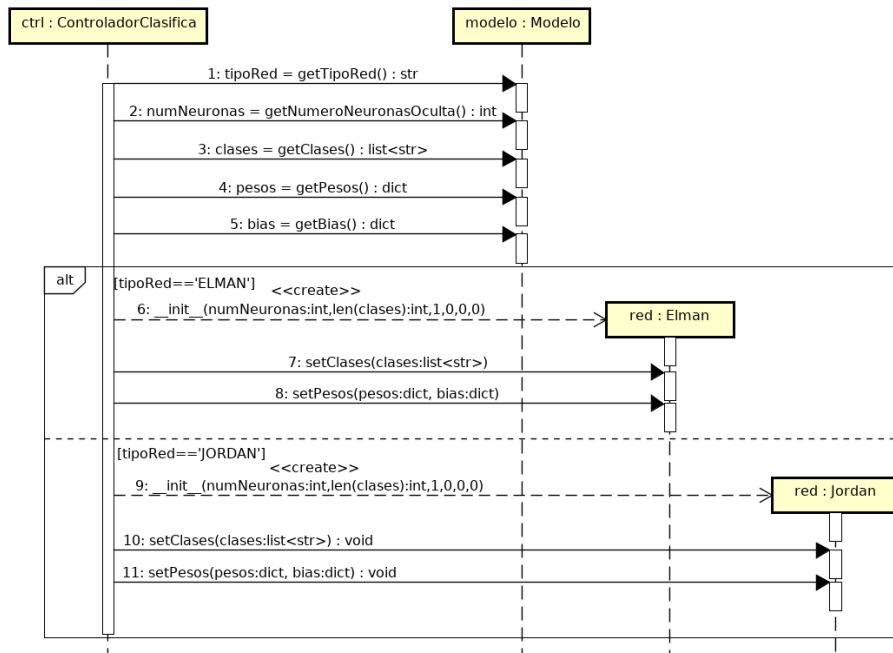 ctrl : ControladorClasifica
modelo : Modelo
1: tipoRed = getTipoRed() : str
2: numNeuronas = getNumeroNeuronasOculta() : int
3: clases = getClases() : list<str>
4: pesos = getPesos() : dict
5: bias = getBias() : dict
alt
[tipoRed=='ELMAN']
<<create>>
6: __init__(numNeuronas:int,len(clases):int,1,0,0,0)
red : Elman
7: setClases(clases:list<str>)
8: setPesos(pesos:dict, bias:dict)
[tipoRed=='JORDAN']
<<create>>
9: __init__(numNeuronas:int,len(clases):int,1,0,0,0)
red : Jordan
10: setClases(clases:list<str>) : void
11: setPesos(pesos:dict, bias:dict) : void